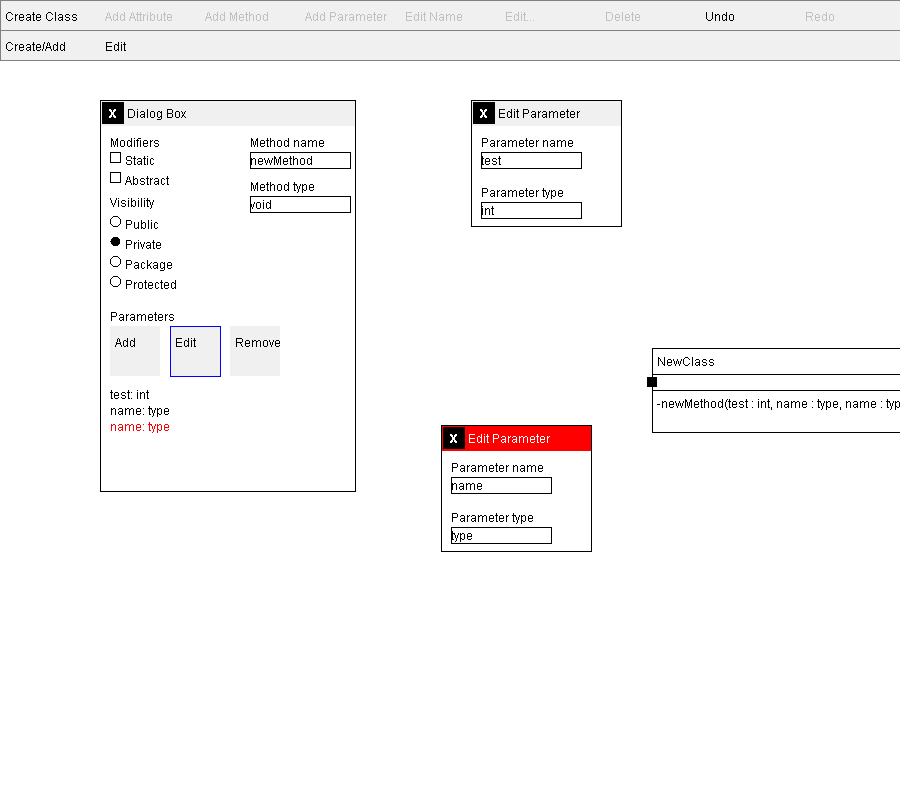 Create Class Add Attribute Add Method Add Parameter Edit Name Edit... Delete Undo Redo
Create/Add Edit
X Dialog Box
Modifiers
Static
Abstract
Visibility
Public
Private
Package
Protected
Method name
newMethod
Method type
void
Parameters
Add Edit Remove
test: int
name: type
name: type
X Edit Parameter
Parameter name
test
Parameter type
int
X Edit Parameter
Parameter name
name
Parameter type
type
NewClass
-newMethod(test : int, name : type, name : typ